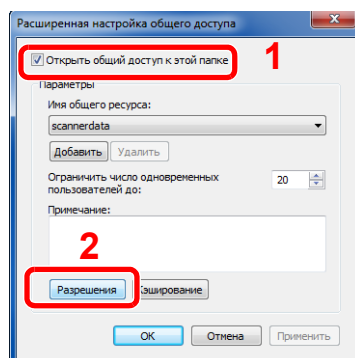 Расширенная настройка общего доступа
1
Открыть общий доступ к этой папке
Параметры
Имя общего ресурса:
scannerdata
Добавить Удалить
Ограничить число одновременных
пользователей до:
20
Примечание:
2
Разрешения Кэширование
ОК Отмена Применить